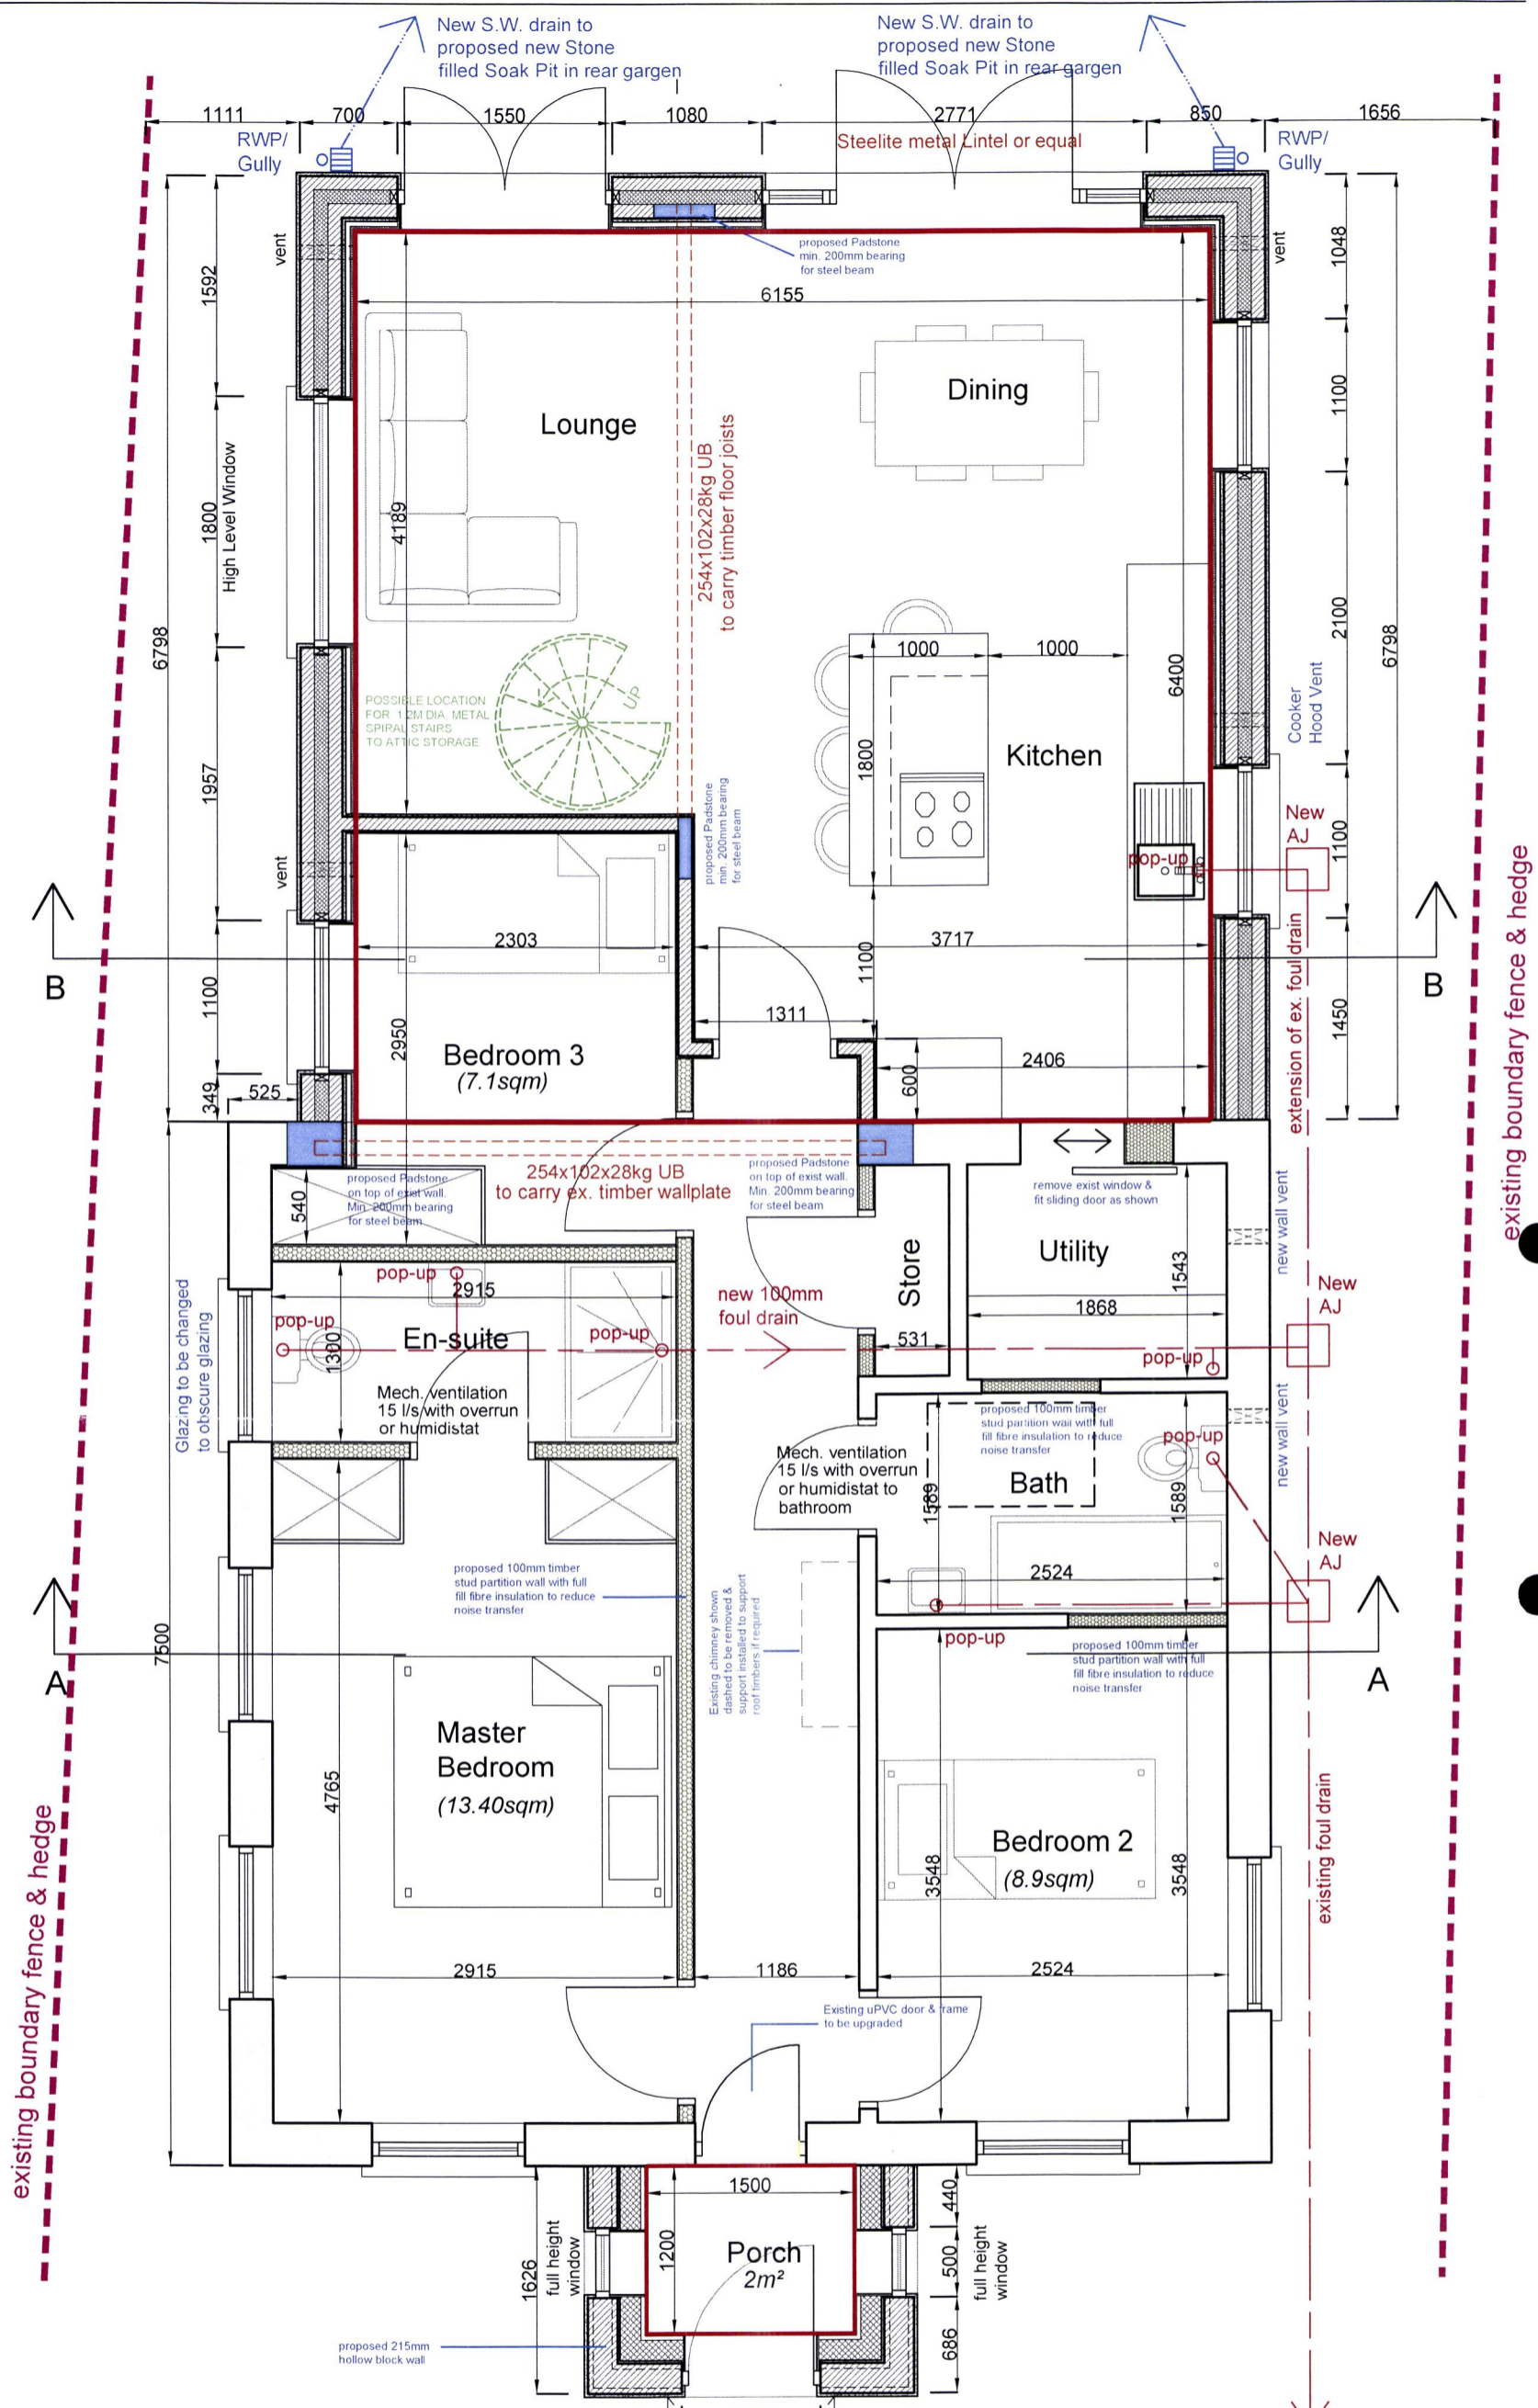 New S.W. drain to
proposed new Stone
filled Soak Pit in rear gargen
New S.W. drain to
proposed new Stone
filled Soak Pit in rear gargen
1111
700
1550
1080
2771
850
1656
Steelite metal Lintel or equal
RWP/
Gully
RWP/
Gully
vent
vent
proposed Padstone
min. 200mm bearing
for steel beam
6155
1592
1048
1800
High Level Window
1100
Lounge
Dining
4189
254x102x28kg UB
to carry timber floor joists
6798
2100
6798
1000
1000
6400
POSSIBLE LOCATION
FOR 1.2M DIA. METAL
SPIRAL STAIRS
TO ATTIC STORAGE
UP
Cooker
Hood Vent
1957
1800
Kitchen
proposed Padstone
min. 200mm bearing
for steel beam
New
AJ
1100
vent
pop-up
B
B
2303
3717
1100
1100
2950
1311
1450
Bedroom 3
(7.1sqm)
2406
600
349
525
extension of ex. foul drain
existing boundary fence & hedge
254x102x28kg UB
to carry ex. timber wallplate
proposed Padstone
on top of exist wall.
Min. 200mm bearing
for steel beam
540
proposed Padstone
on top of exist wall.
Min. 200mm bearing
for steel beam
remove exist window &
fit sliding door as shown
new wall vent
Store
Utility
1543
1868
531
New
AJ
pop-up
2915
pop-up
En-suite
pop-up
1300
new 100mm
foul drain
pop-up
Glazing to be changed
to obscure glazing
Mech. ventilation
15 l/s with overrun
or humidistat
Mech. ventilation
15 l/s with overrun
or humidistat to
bathroom
proposed 100mm timber
stud partition wall with full
fill fibre insulation to reduce
noise transfer
pop-up
new wall vent
1589
Bath
1589
New
AJ
2524
pop-up
proposed 100mm timber
stud partition wall with full
fill fibre insulation to reduce
noise transfer
Existing chimney shown
dashed to be removed &
support installed to support
roof timbers if required
proposed 100mm timber
stud partition wall with full
fill fibre insulation to reduce
noise transfer
A
A
7500
Master
Bedroom
(13.40sqm)
4765
Bedroom 2
(8.9sqm)
3548
3548
existing foul drain
existing boundary fence & hedge
2915
1186
2524
Existing uPVC door & frame
to be upgraded
1500
1200
Porch
2m²
1626
full height
window
440
500
686
full height
window
proposed 215mm
hollow block wall